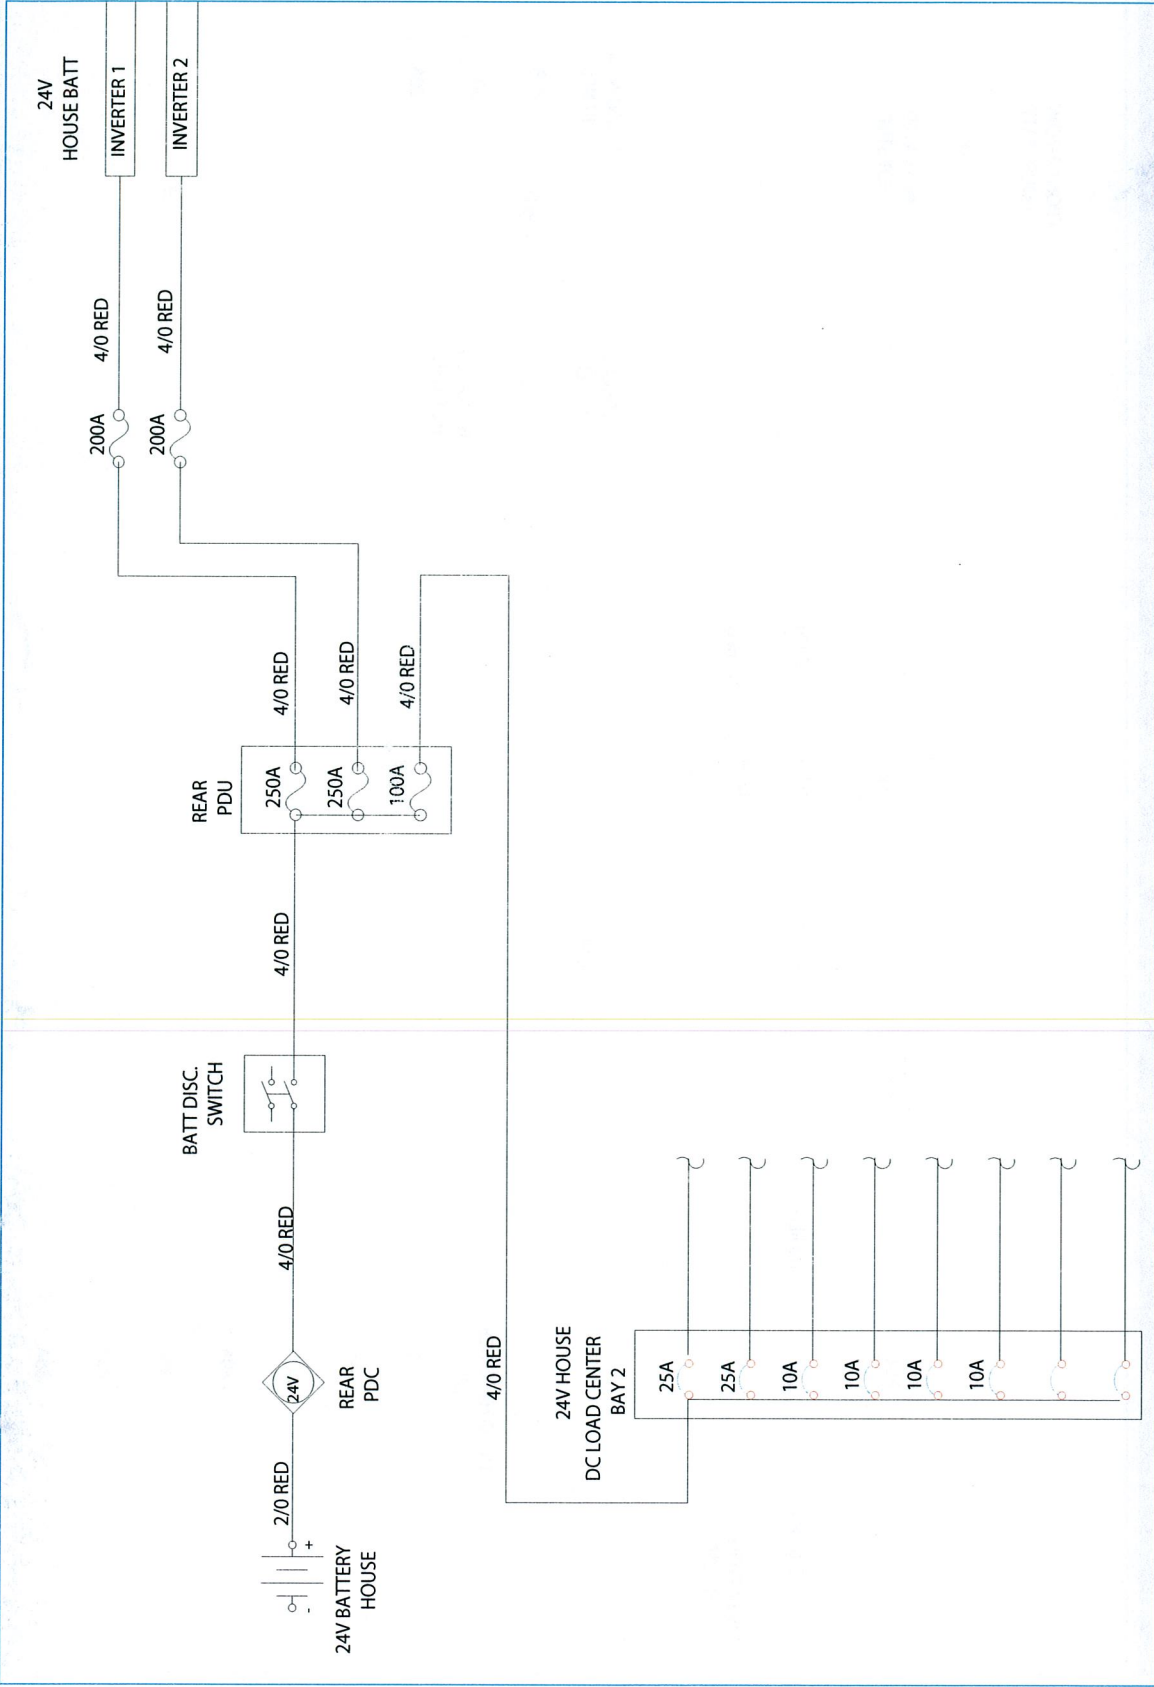 24V
HOUSE BATT
INVERTER 1
INVERTER 2
4/0 RED
4/0 RED
200A
200A
4/0 RED
4/0 RED
4/0 RED
REAR
PDU
250A
250A
100A
4/0 RED
BATT DISC.
SWITCH
4/0 RED
24V
REAR
PDC
2/0 RED
+
-
24V BATTERY
HOUSE
4/0 RED
24V HOUSE
DC LOAD CENTER
BAY 2
25A
25A
10A
10A
10A
10A